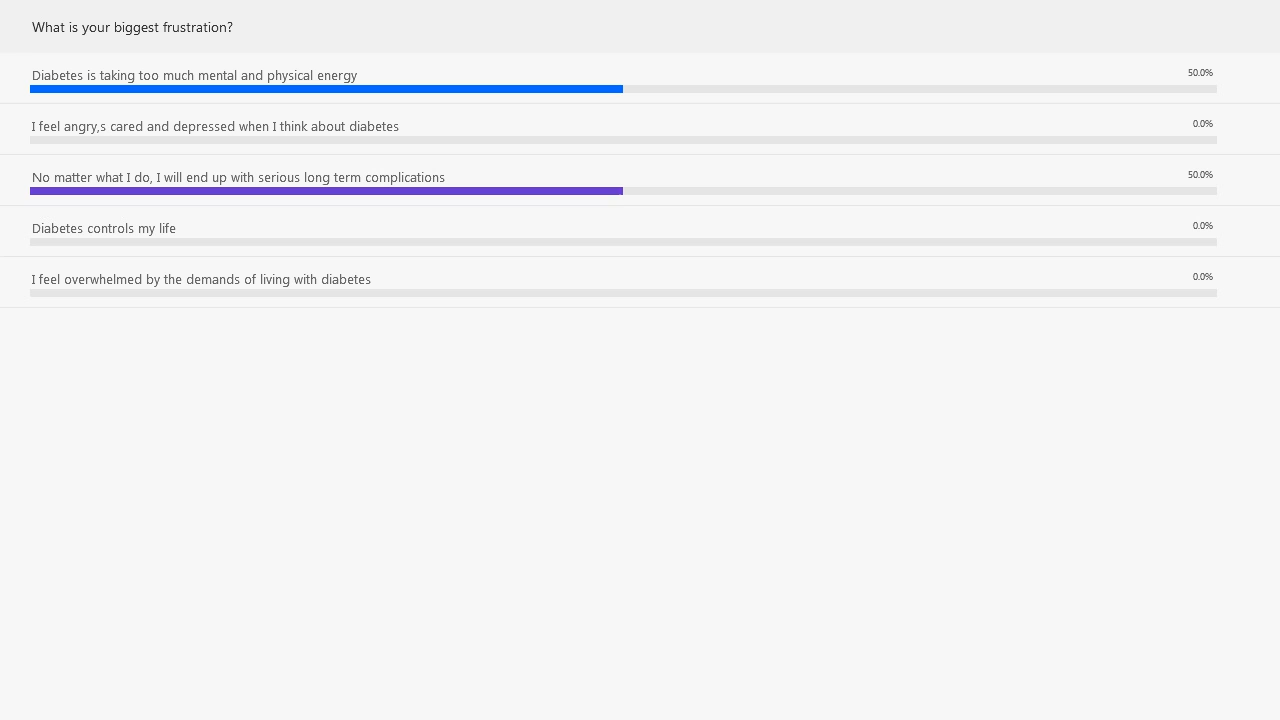 What is your biggest frustration?
Diabetes is taking too much mental and physical energy
50.0%
I feel angry,s cared and depressed when I think about diabetes
0.0%
No matter what I do, I will end up with serious long term complications
50.0%
Diabetes controls my life
0.0%
I feel overwhelmed by the demands of living with diabetes
0.0%